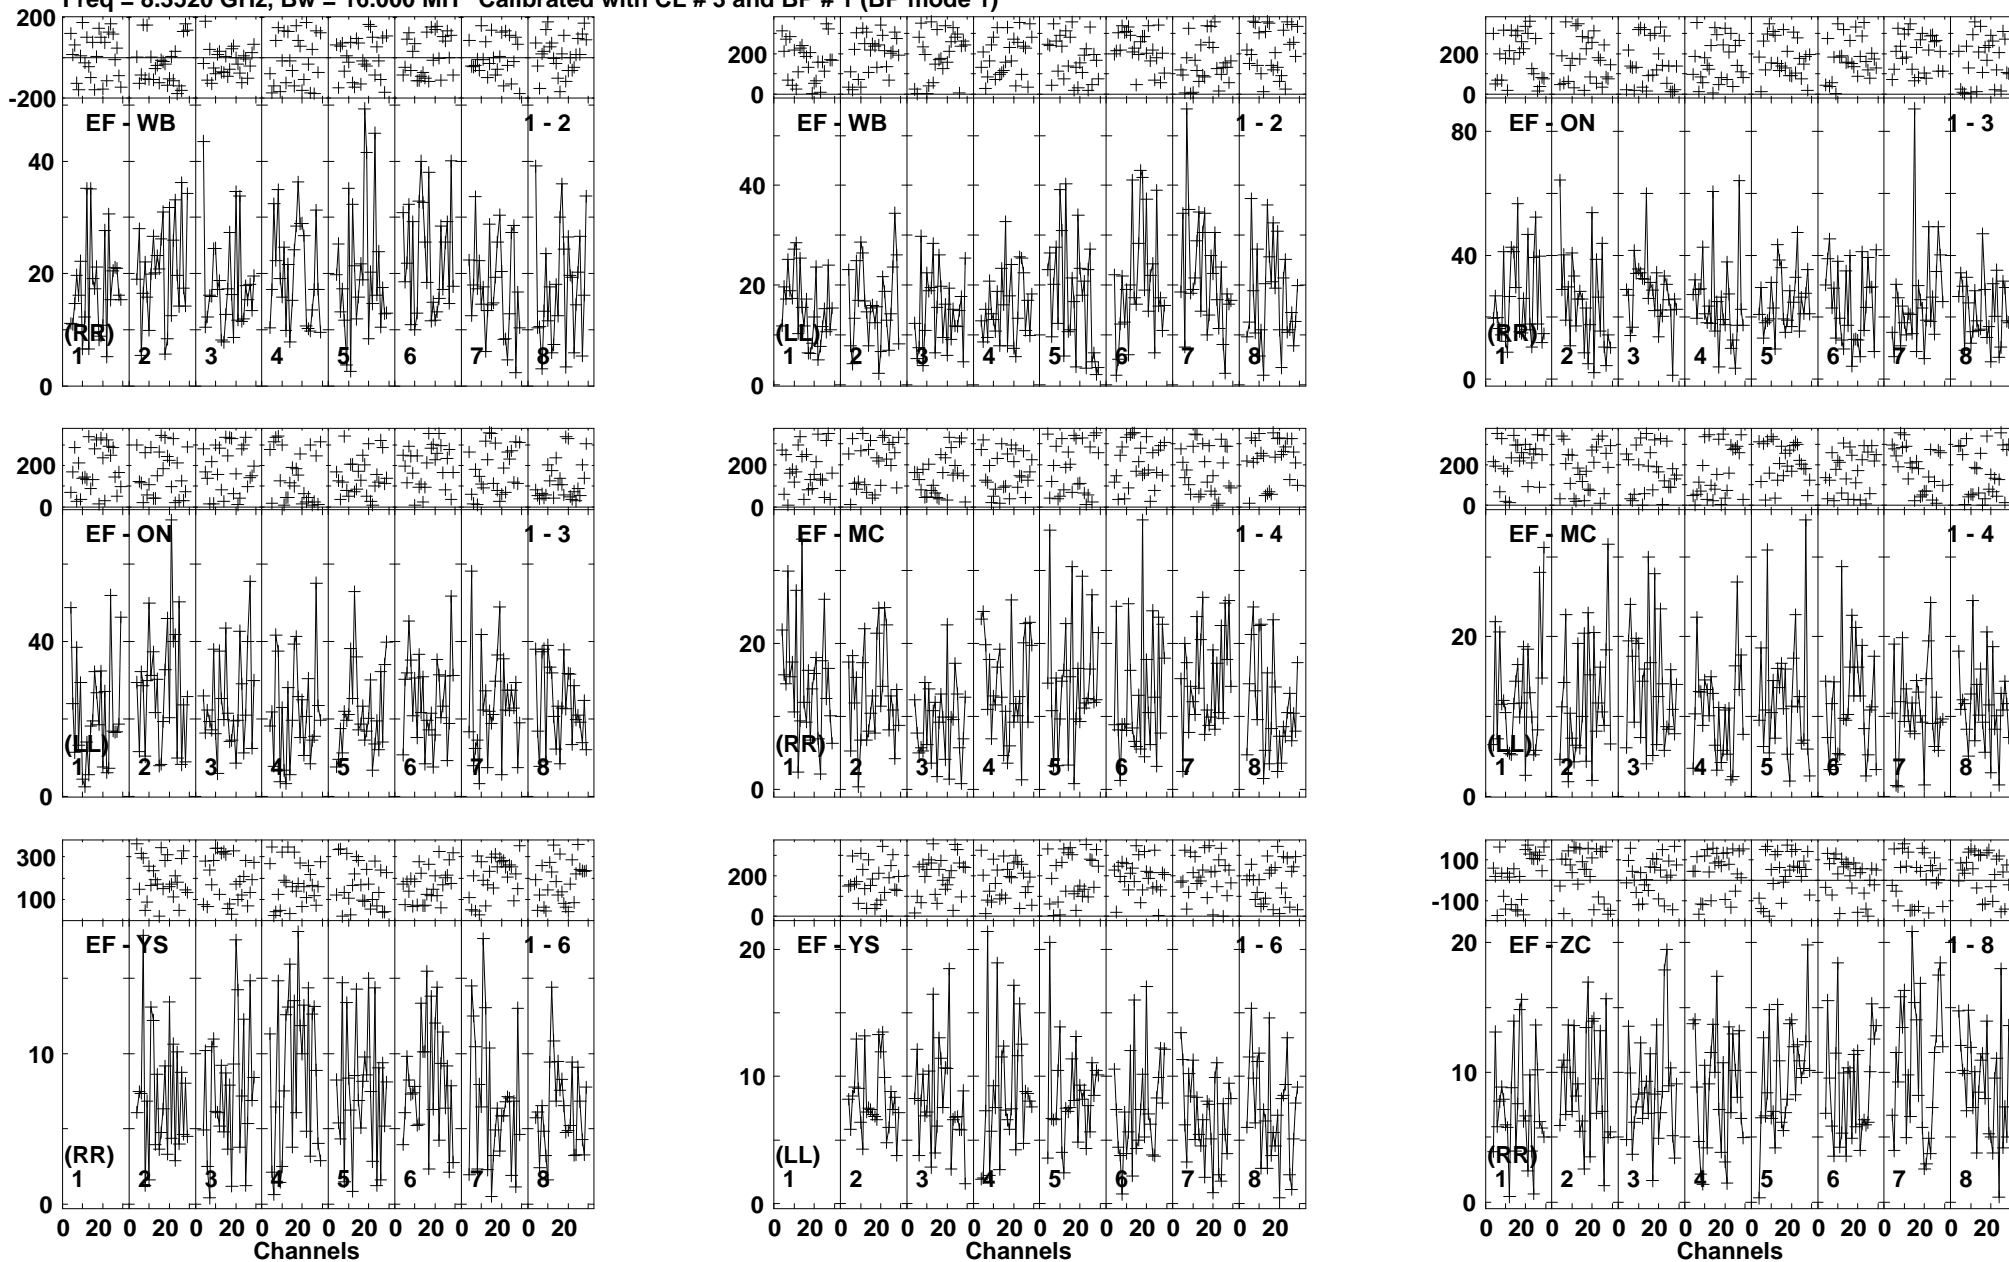 Freq = 8.3520 GHz, Bw = 16.000 MH Calibrated with CL # 3 and BP # 1 (BP mode 1)
200
-200
EF - WB 1 - 2
40
20
0
(RR)
1 2 3 4 5 6 7 8
200
0
EF - WB 1 - 2
40
20
0
(LL)
1 2 3 4 5 6 7 8
200
0
EF - ON 1 - 3
80
40
0
(RR)
1 2 3 4 5 6 7 8
200
0
EF - ON 1 - 3
40
0
(LL)
1 2 3 4 5 6 7 8
200
0
EF - MC 1 - 4
20
0
(RR)
1 2 3 4 5 6 7 8
200
0
EF - MC 1 - 4
20
0
(LL)
1 2 3 4 5 6 7 8
300
100
EF - YS 1 - 6
10
0
(RR)
1 2 3 4 5 6 7 8
0 20 0 20 0 20 0 20 0 20 0 20 0 20 0 20
Channels
200
0
EF - YS 1 - 6
20
10
0
(LL)
1 2 3 4 5 6 7 8
0 20 0 20 0 20 0 20 0 20 0 20 0 20 0 20
Channels
100
-100
EF - ZC 1 - 8
20
10
0
(RR)
1 2 3 4 5 6 7 8
0 20 0 20 0 20 0 20 0 20 0 20 0 20 0 20
Channels